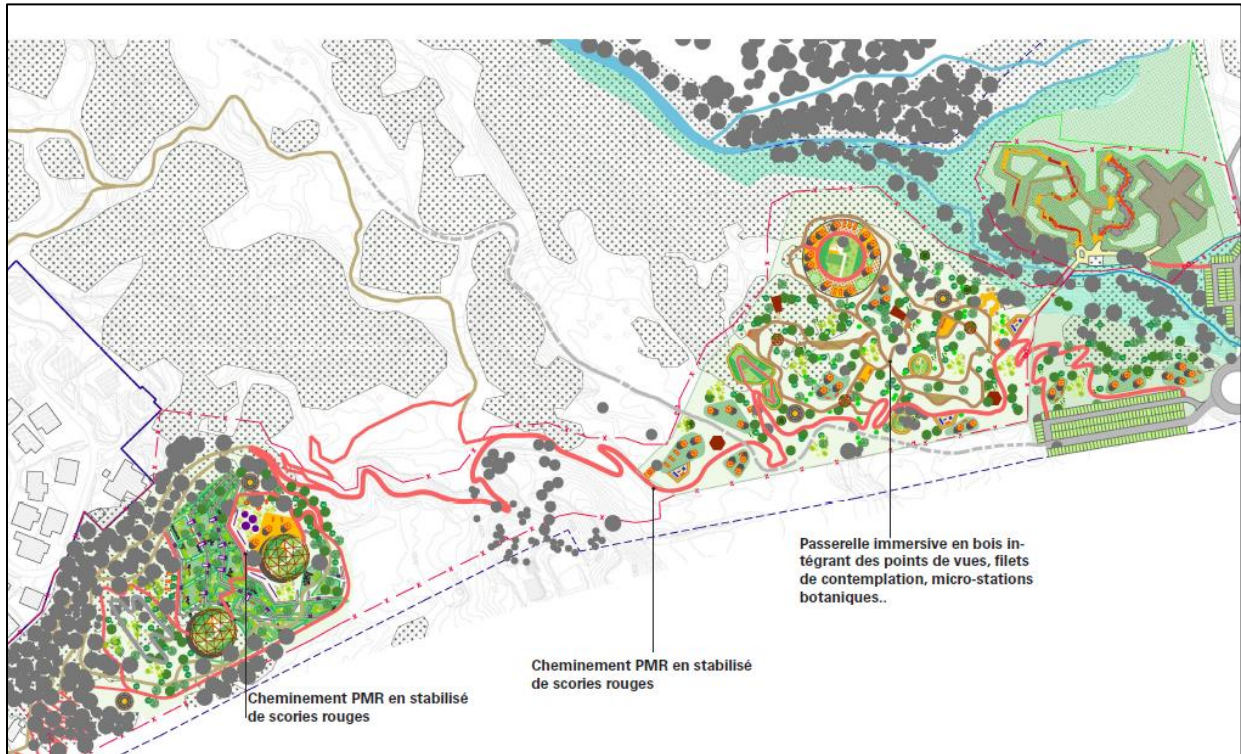 Passerelle immersive en bois in-
tégrant des points de vues, filets
de contemplation, micro-stations
botaniques..
Cheminement PMR en stabilisé
de scories rouges
Cheminement PMR en stabilisé
de scories rouges